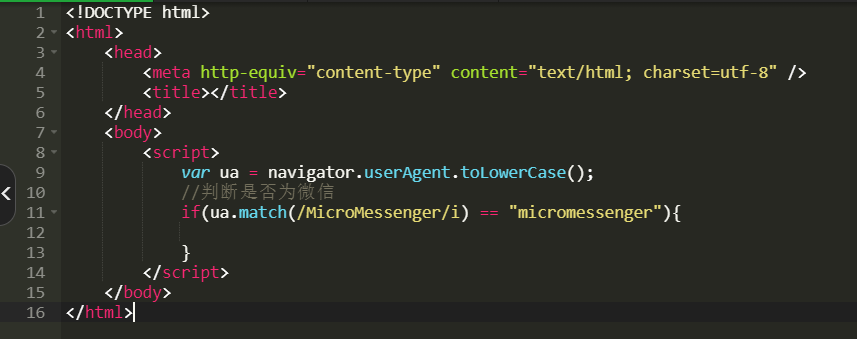 1 <!DOCTYPE html>
2 <html>
3 <head>
4 <meta http-equiv="content-type" content="text/html; charset=utf-8" />
5 <title></title>
6 </head>
7 <body>
8 <script>
9 var ua = navigator.userAgent.toLowerCase();
10 //判断是否为微信
11 if(ua.match(/MicroMessenger/i) == "micromessenger"){
12
13 }
14 </script>
15 </body>
16 </html>